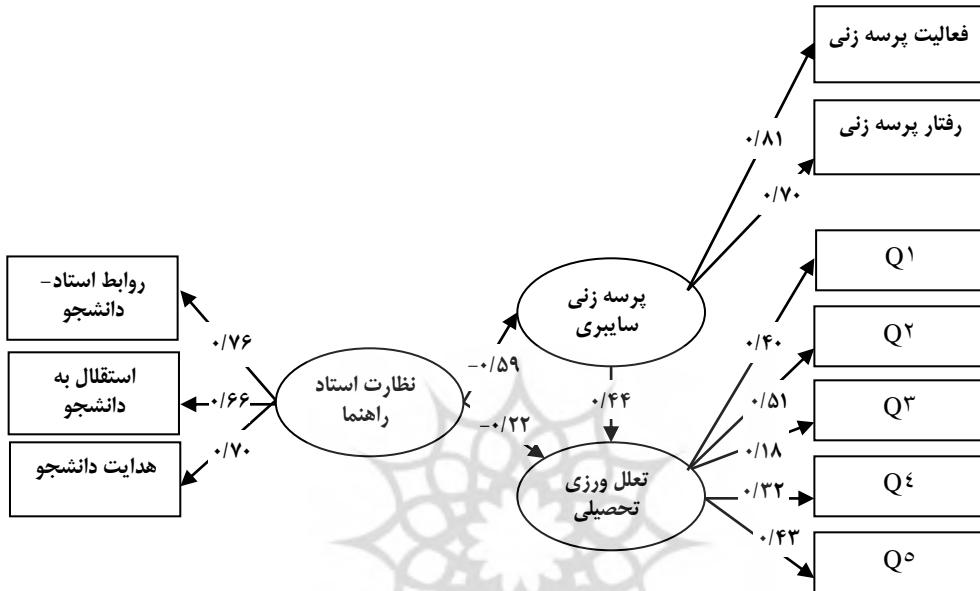 فعالیت پرسه زنی
رفتار پرسه زنی
۰/۸۱
۰/۷۰
Q۱
Q۲
Q۳
Q٤
Q٥
پرسه زنی
سایبری
روابط استاد-
دانشجو
استقلال به
دانشجو
هدایت دانشجو
۰/۷۶
۰/۶۶
۰/۷۰
نظارت استاد
راهنما
-۰/۵۹
-۰/۲۲
۰/۴۴
تعلل ورزی
تحصیلی
۰/۴۰
۰/۵۱
۰/۱۸
۰/۳۲
۰/۴۳